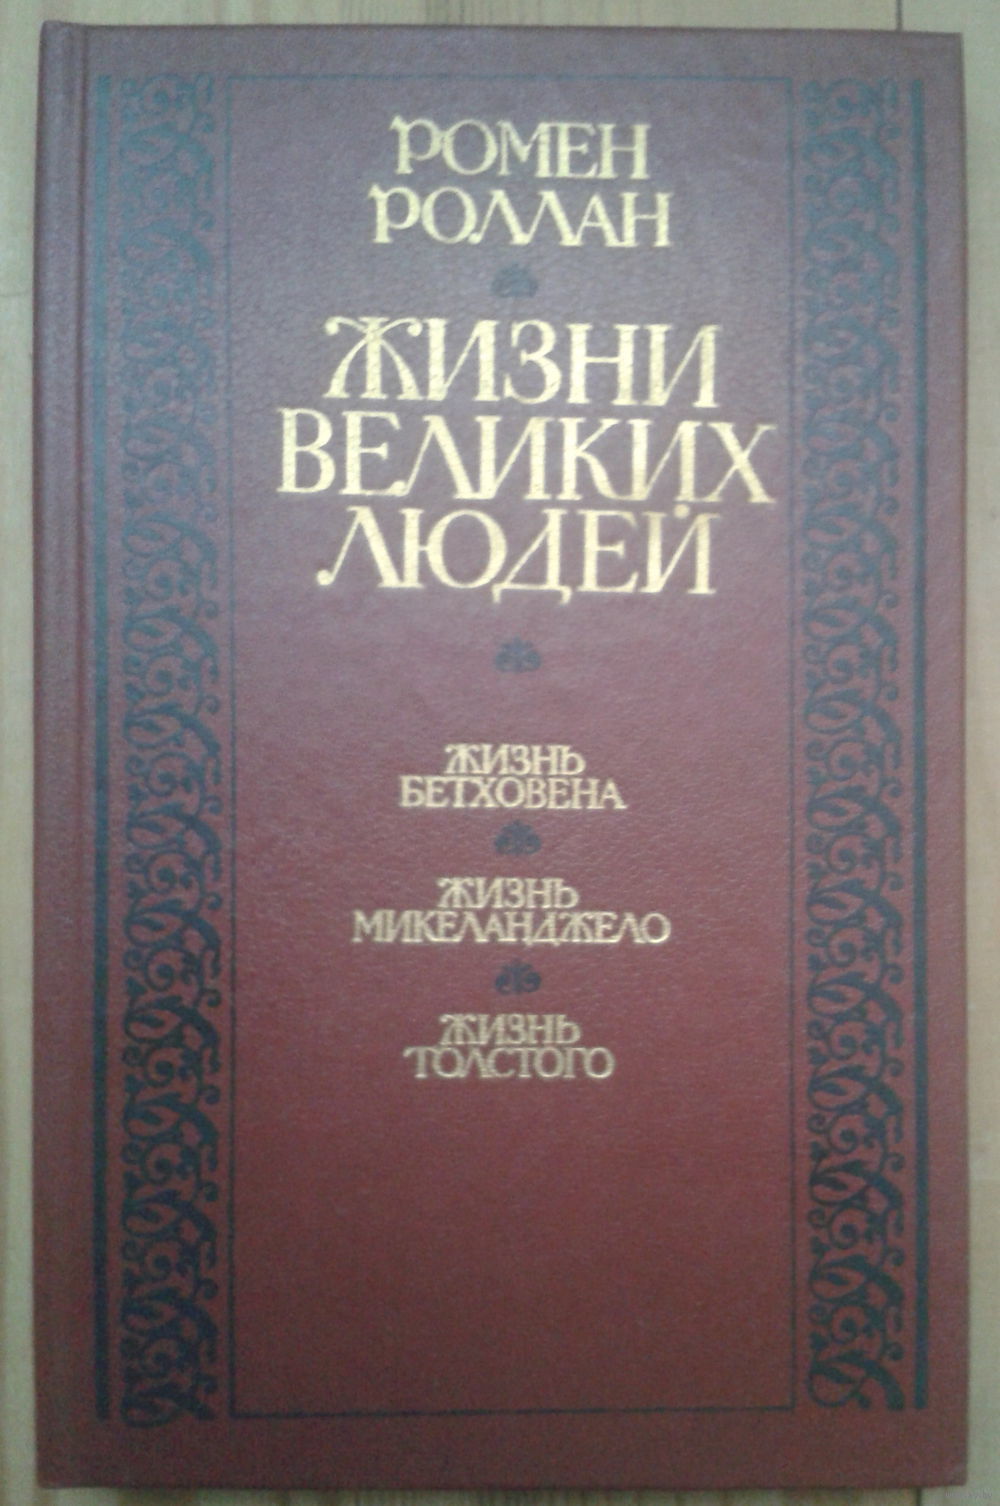 РОМЕН
РОЛЛАН
ЖИЗНИ
ВЕЛИКИХ
ЛЮДЕЙ
ЖИЗНЬ
БЕТХОВЕНА
ЖИЗНЬ
МИКЕЛАНДЖЕЛО
ЖИЗНЬ
ТОЛСТОГО